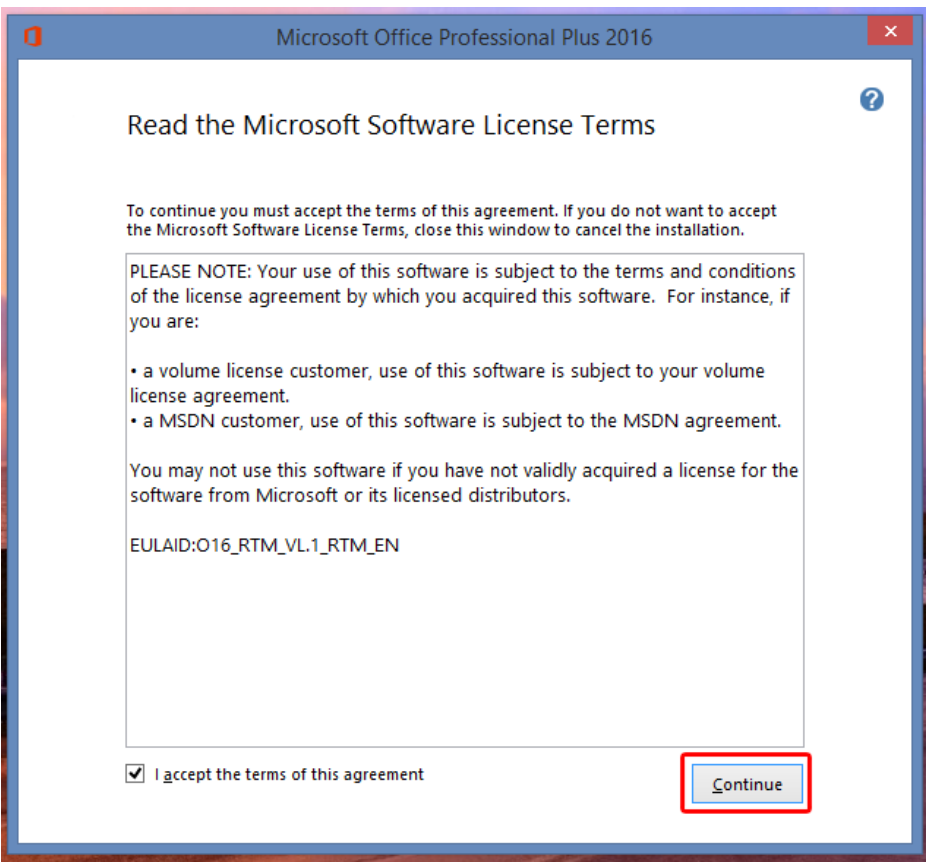 Microsoft Office Professional Plus 2016
Read the Microsoft Software License Terms
To continue you must accept the terms of this agreement. If you do not want to accept
the Microsoft Software License Terms, close this window to cancel the installation.
PLEASE NOTE: Your use of this software is subject to the terms and conditions
of the license agreement by which you acquired this software.  For instance, if
you are:
• a volume license customer, use of this software is subject to your volume
license agreement.
• a MSDN customer, use of this software is subject to the MSDN agreement.
You may not use this software if you have not validly acquired a license for the
software from Microsoft or its licensed distributors.
EULAID:O16_RTM_VL.1_RTM_EN
I accept the terms of this agreement
Continue